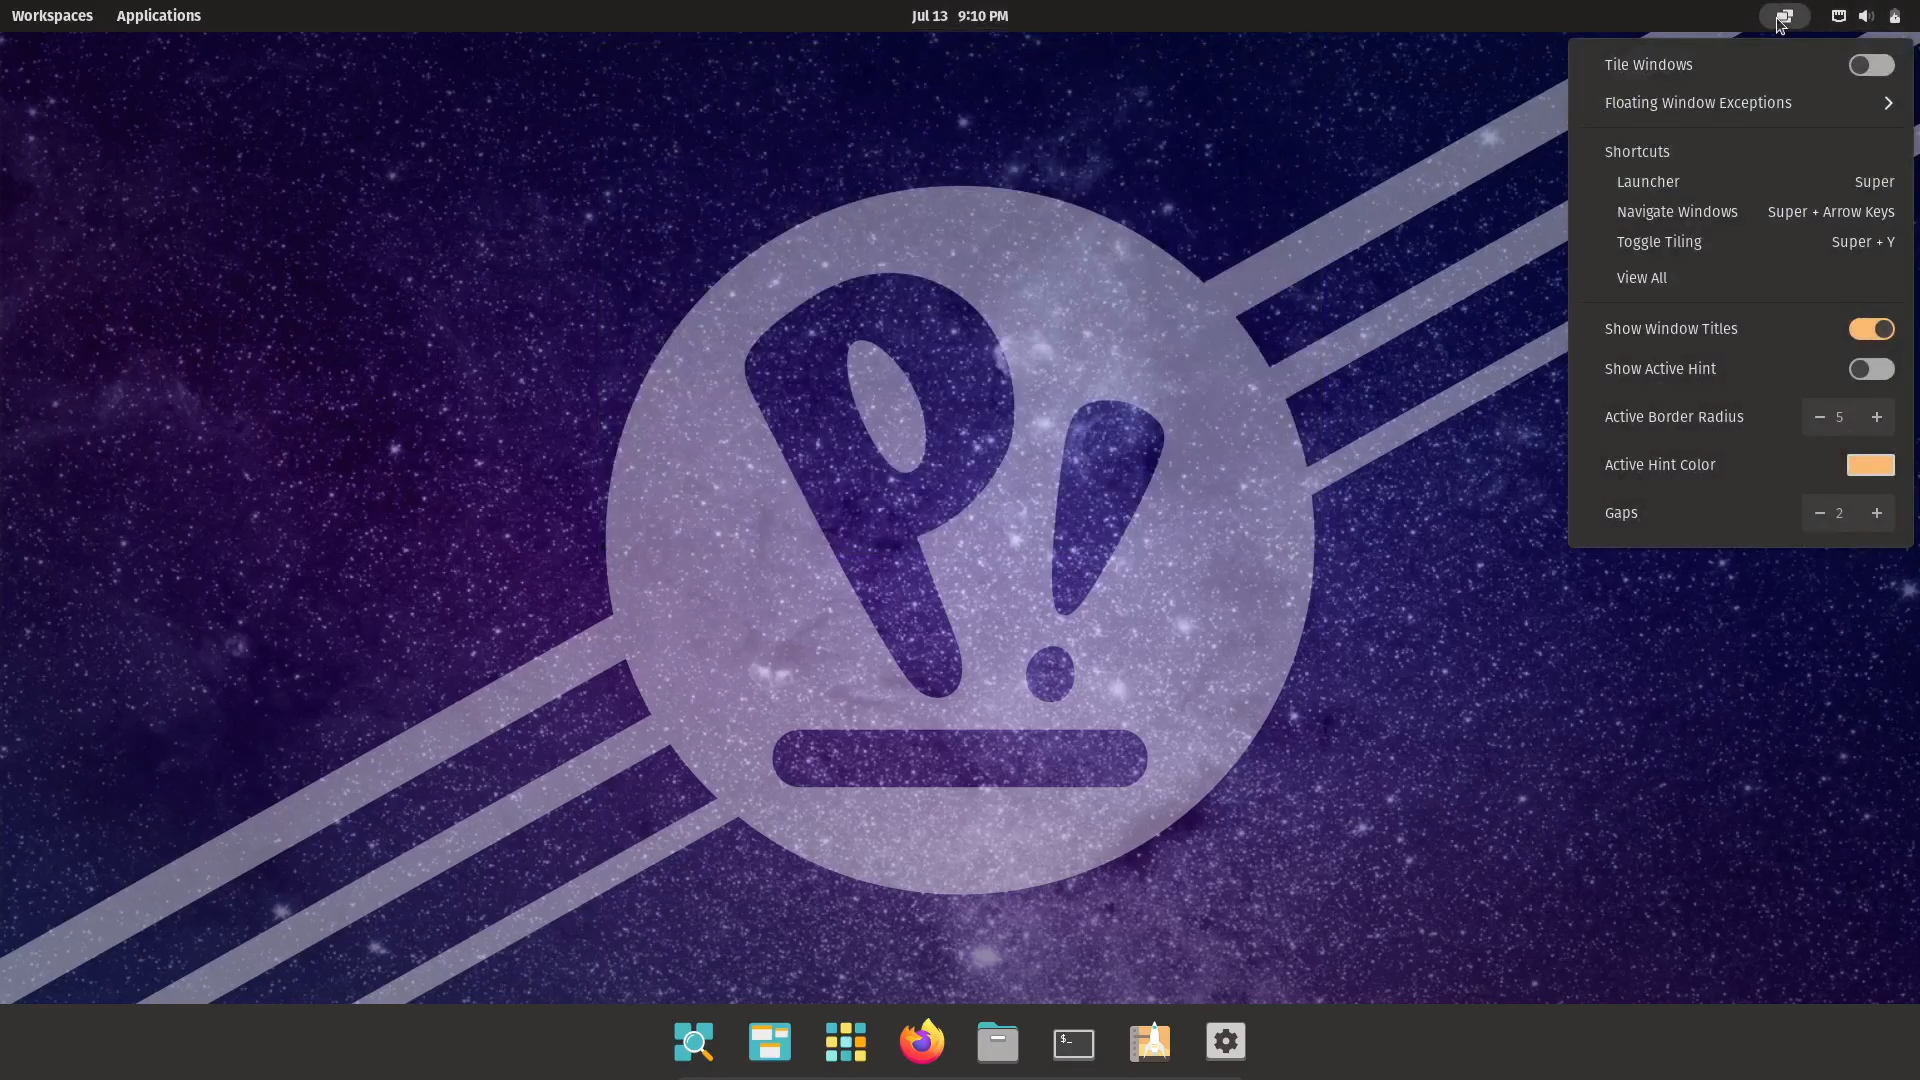 Workspaces Applications Jul 13 9:10 PM
Tile Windows
Floating Window Exceptions
Shortcuts
Launcher Super
Navigate Windows Super + Arrow Keys
Toggle Tiling Super + Y
View All
Show Window Titles
Show Active Hint
Active Border Radius − 5 +
Active Hint Color
Gaps − 2 +
P!
$_